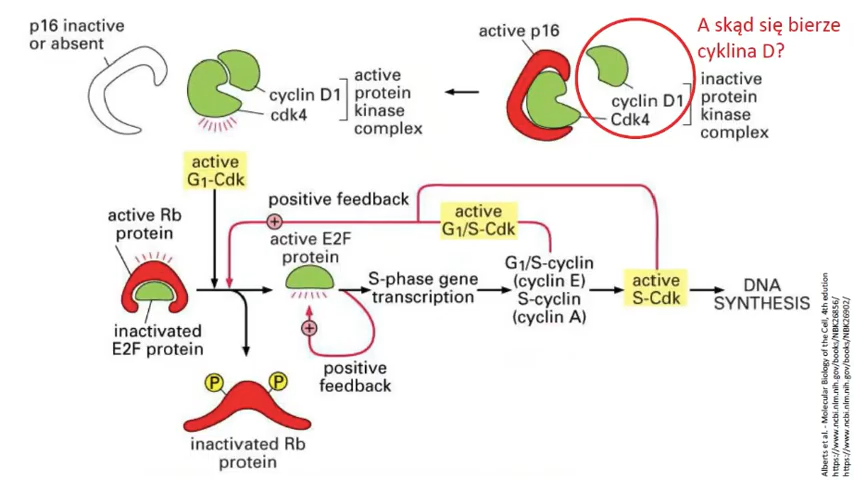 p16 inactive
or absent
cyclin D1
cdk4
active
protein
kinase
complex
active p16
A skąd się bierze
cyklina D?
cyclin D1
Cdk4
inactive
protein
kinase
complex
active
G1-Cdk
positive feedback
active
G1/S-Cdk
active Rb
protein
+
active E2F
protein
inactivated
E2F protein
S-phase gene
transcription
G1/S-cyclin
(cyclin E)
S-cyclin
(cyclin A)
active
S-Cdk
DNA
SYNTHESIS
+
positive
feedback
P
P
inactivated Rb
protein
Alberts et al. - Molecular Biology of the Cell, 4th edution
https://www.ncbi.nlm.nih.gov/books/NBK26856/
https://www.ncbi.nlm.nih.gov/books/NBK26902/